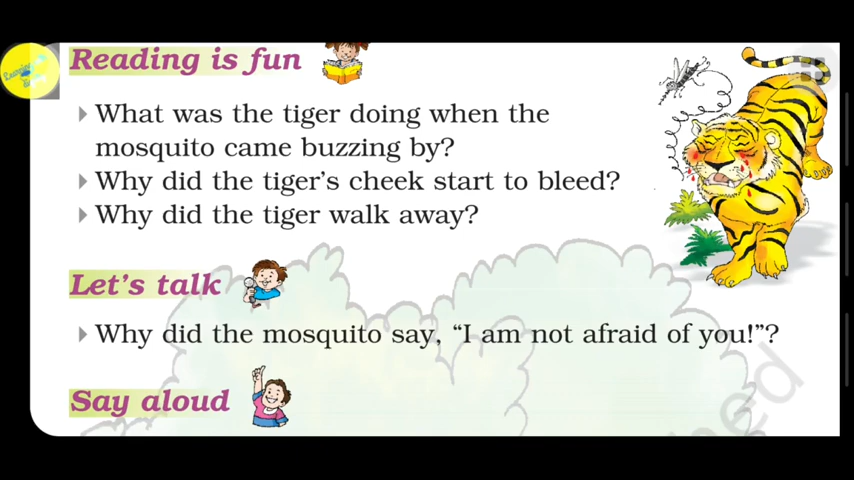 Reading is fun
What was the tiger doing when the
mosquito came buzzing by?
Why did the tiger's cheek start to bleed?
Why did the tiger walk away?
Let's talk
Why did the mosquito say, “I am not afraid of you!”?
Say aloud